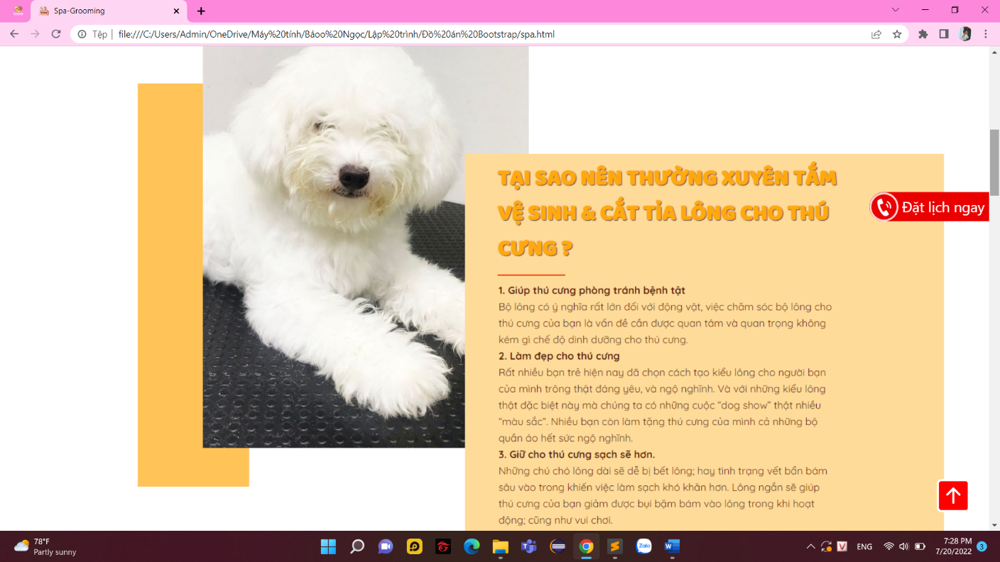 Spa-Grooming
Tệp
file:///C:/Users/Admin/OneDrive/Máy%20tính/Bảoo%20Ngọc/Lập%20trình/Đồ%20án%20Bootstrap/spa.html
TẠI SAO NÊN THƯỜNG XUYÊN TẮM
VỆ SINH & CẮT TỈA LÔNG CHO THÚ
CƯNG ?
Đặt lịch ngay
1. Giúp thú cưng phòng tránh bệnh tật
Bộ lông có ý nghĩa rất lớn đối với động vật, việc chăm sóc bộ lông cho
thú cưng của bạn là vấn đề cần được quan tâm và quan trọng không
kém gì chế độ dinh dưỡng cho thú cưng.
2. Làm đẹp cho thú cưng
Rất nhiều bạn trẻ hiện nay đã chọn cách tạo kiểu lông cho người bạn
của mình trông thật đáng yêu, và ngộ nghĩnh. Và với những kiểu lông
thật đặc biệt này mà chúng ta có những cuộc “dog show” thật nhiều
“màu sắc”. Nhiều bạn còn làm tặng thú cưng của mình cả những bộ
quần áo hết sức ngộ nghĩnh.
3. Giữ cho thú cưng sạch sẽ hơn.
Những chú chó lông dài sẽ dễ bị bết lông; hay tình trạng vết bẩn bám
sâu vào trong khiến việc làm sạch khó khăn hơn. Lông ngắn sẽ giúp
thú cưng của bạn giảm được bụi bặm bám vào lông trong khi hoạt
động; cũng như vui chơi.
78°F
Partly sunny
Zalo
ENG
7:28 PM
7/20/2022
3